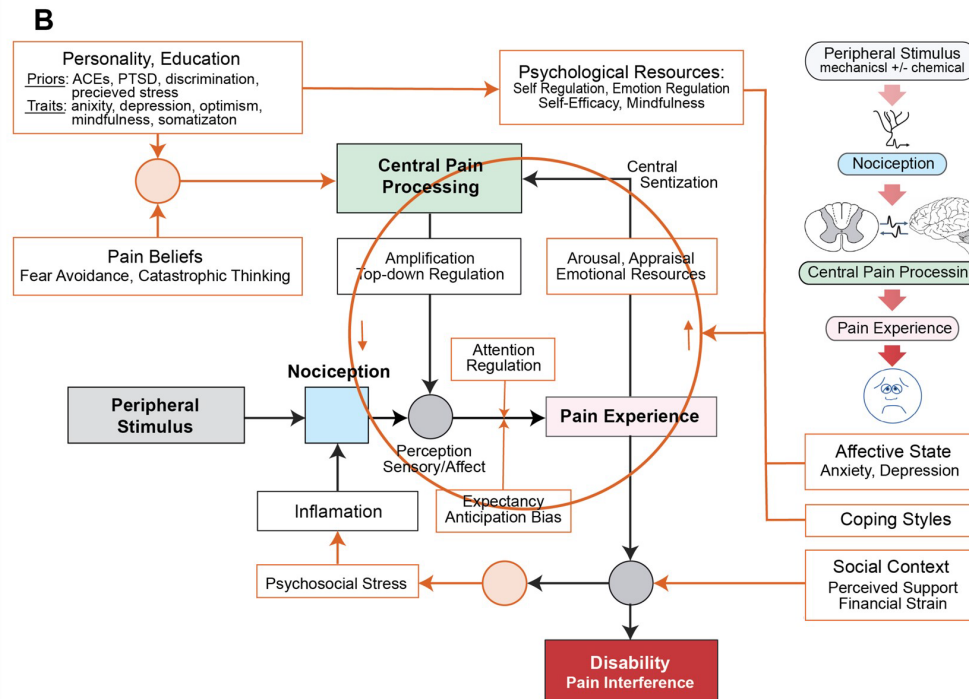 B
Personality, Education
Priors: ACEs, PTSD, discrimination,
precieved stress
Traits: anixity, depression, optimism,
mindfulness, somatizaton
Psychological Resources:
Self Regulation, Emotion Regulation
Self-Efficacy, Mindfulness
Peripheral Stimulus
mechanicsl +/- chemical
Nociception
Central Pain Processin
Pain Experience
Central Pain
Processing
Central
Sentization
Pain Beliefs
Fear Avoidance, Catastrophic Thinking
Amplification
Top-down Regulation
Arousal, Appraisal
Emotional Resources
Attention
Regulation
Nociception
Peripheral
Stimulus
Pain Experience
Perception
Sensory/Affect
Expectancy
Anticipation Bias
Inflamation
Psychosocial Stress
Affective State
Anxiety, Depression
Coping Styles
Social Context
Perceived Support
Financial Strain
Disability
Pain Interference